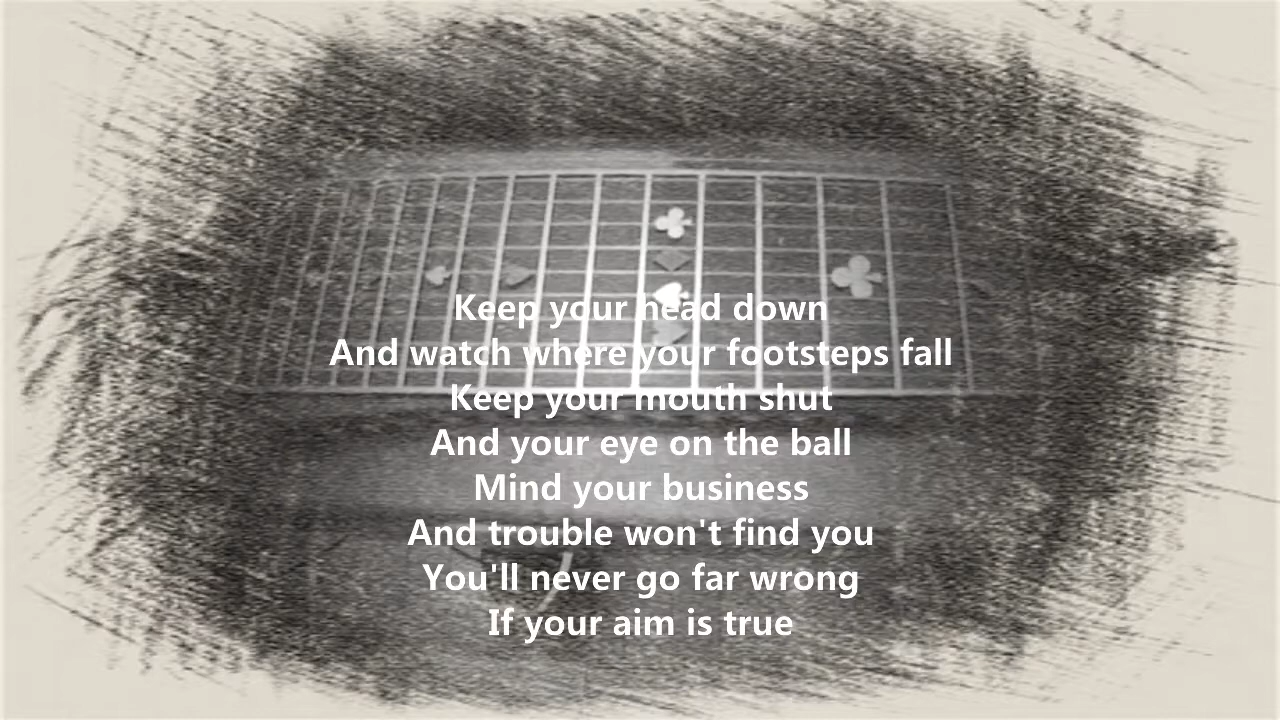 Keep your head down
And watch where your footsteps fall
Keep your mouth shut
And your eye on the ball
Mind your business
And trouble won't find you
You'll never go far wrong
If your aim is true